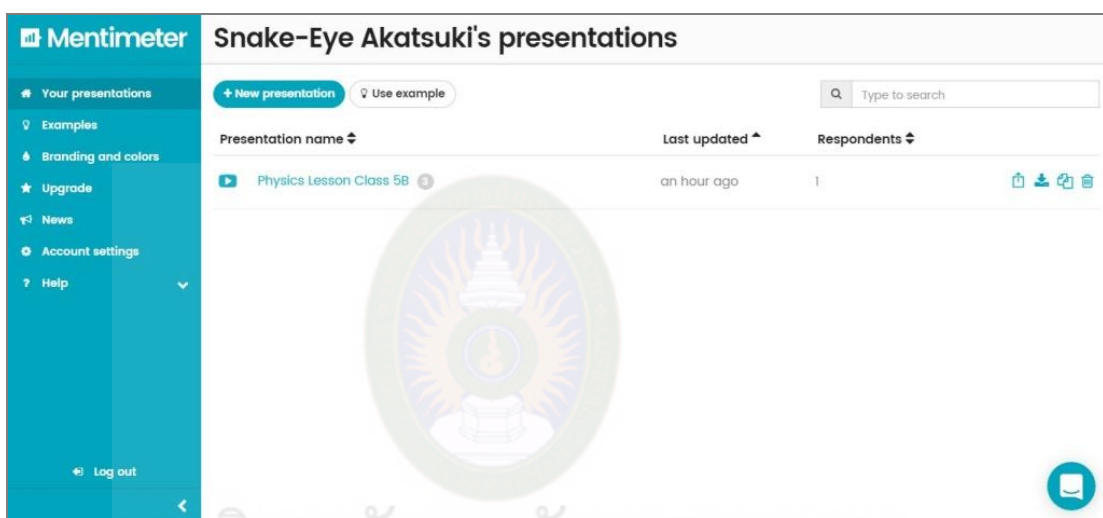 Mentimeter
Snake-Eye Akatsuki's presentations
Your presentations
Examples
Branding and colors
Upgrade
News
Account settings
? Help
Log out
+ New presentation
Use example
Type to search
Presentation name
Last updated
Respondents
Physics Lesson Class 5B 3
an hour ago
1